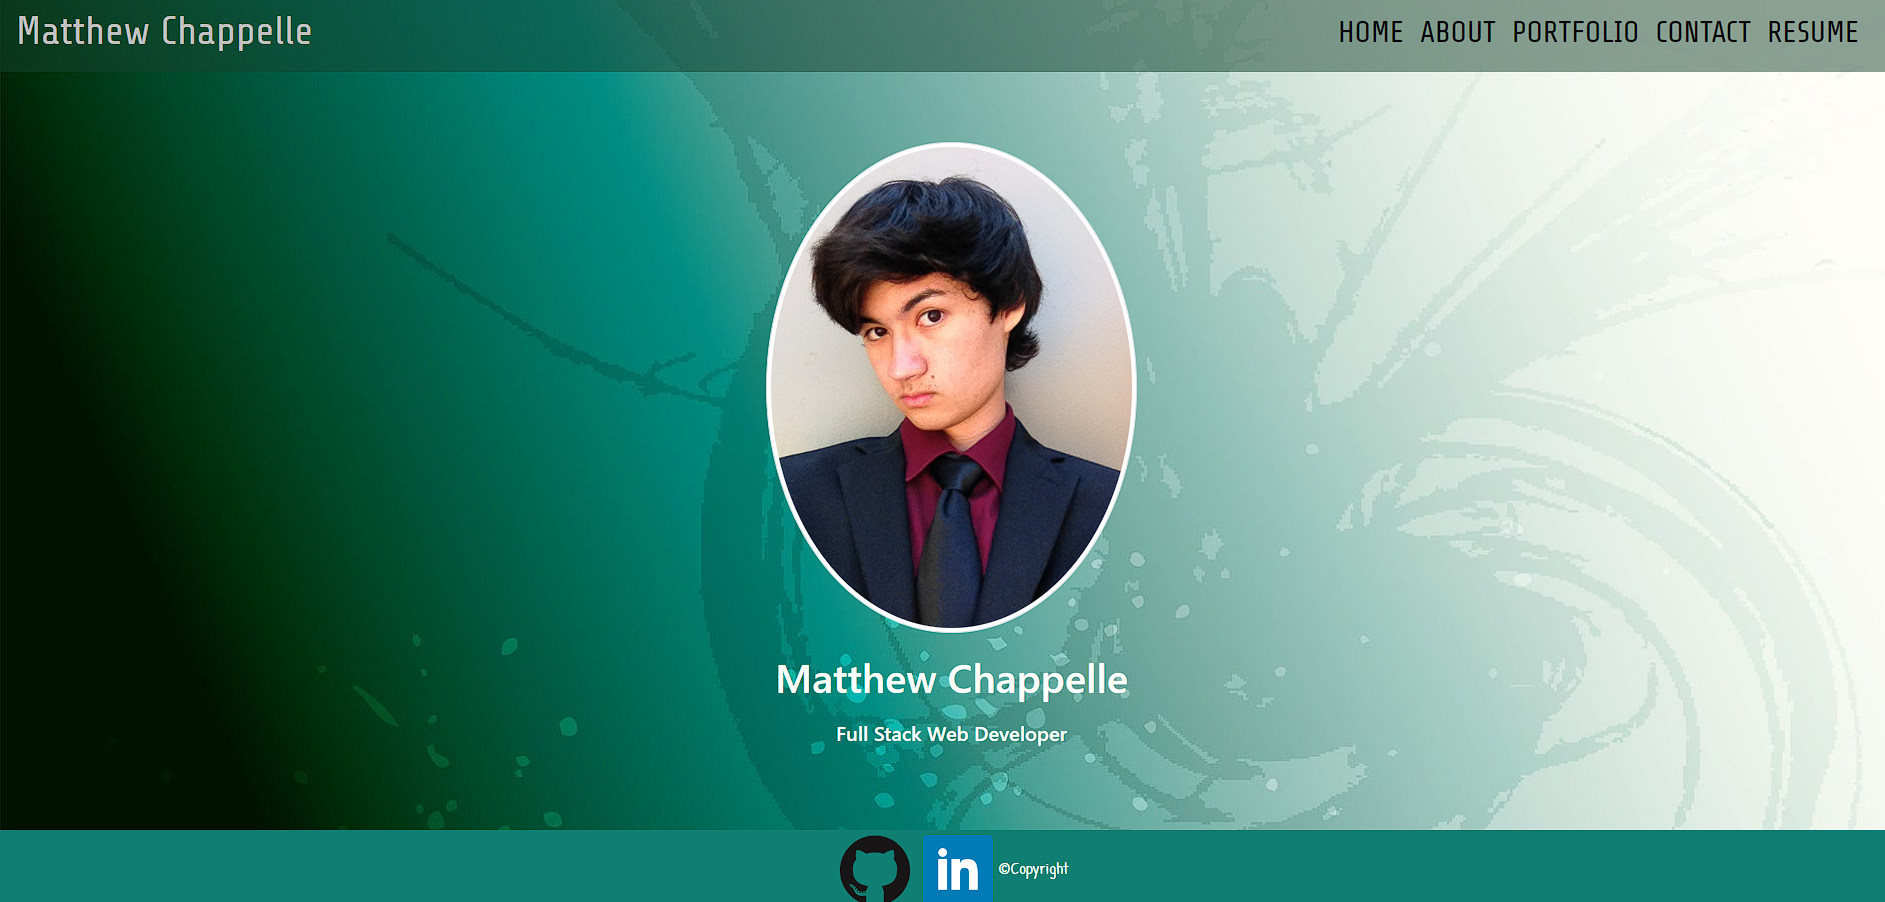 Matthew Chappelle
HOME ABOUT PORTFOLIO CONTACT RESUME
Matthew Chappelle
Full Stack Web Developer
in
©Copyright